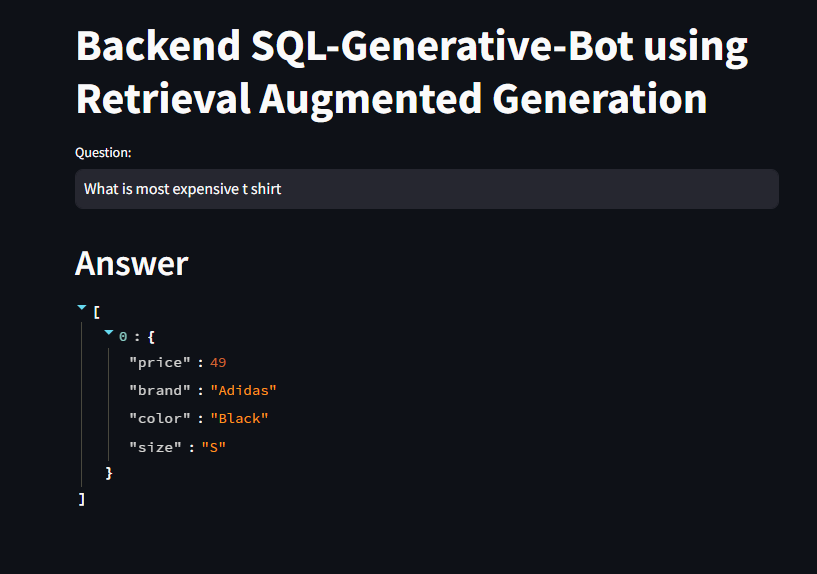 Backend SQL-Generative-Bot using
Retrieval Augmented Generation
Question:
What is most expensive t shirt
Answer
[
0 : {
"price" : 49
"brand" : "Adidas"
"color" : "Black"
"size" : "S"
}
]